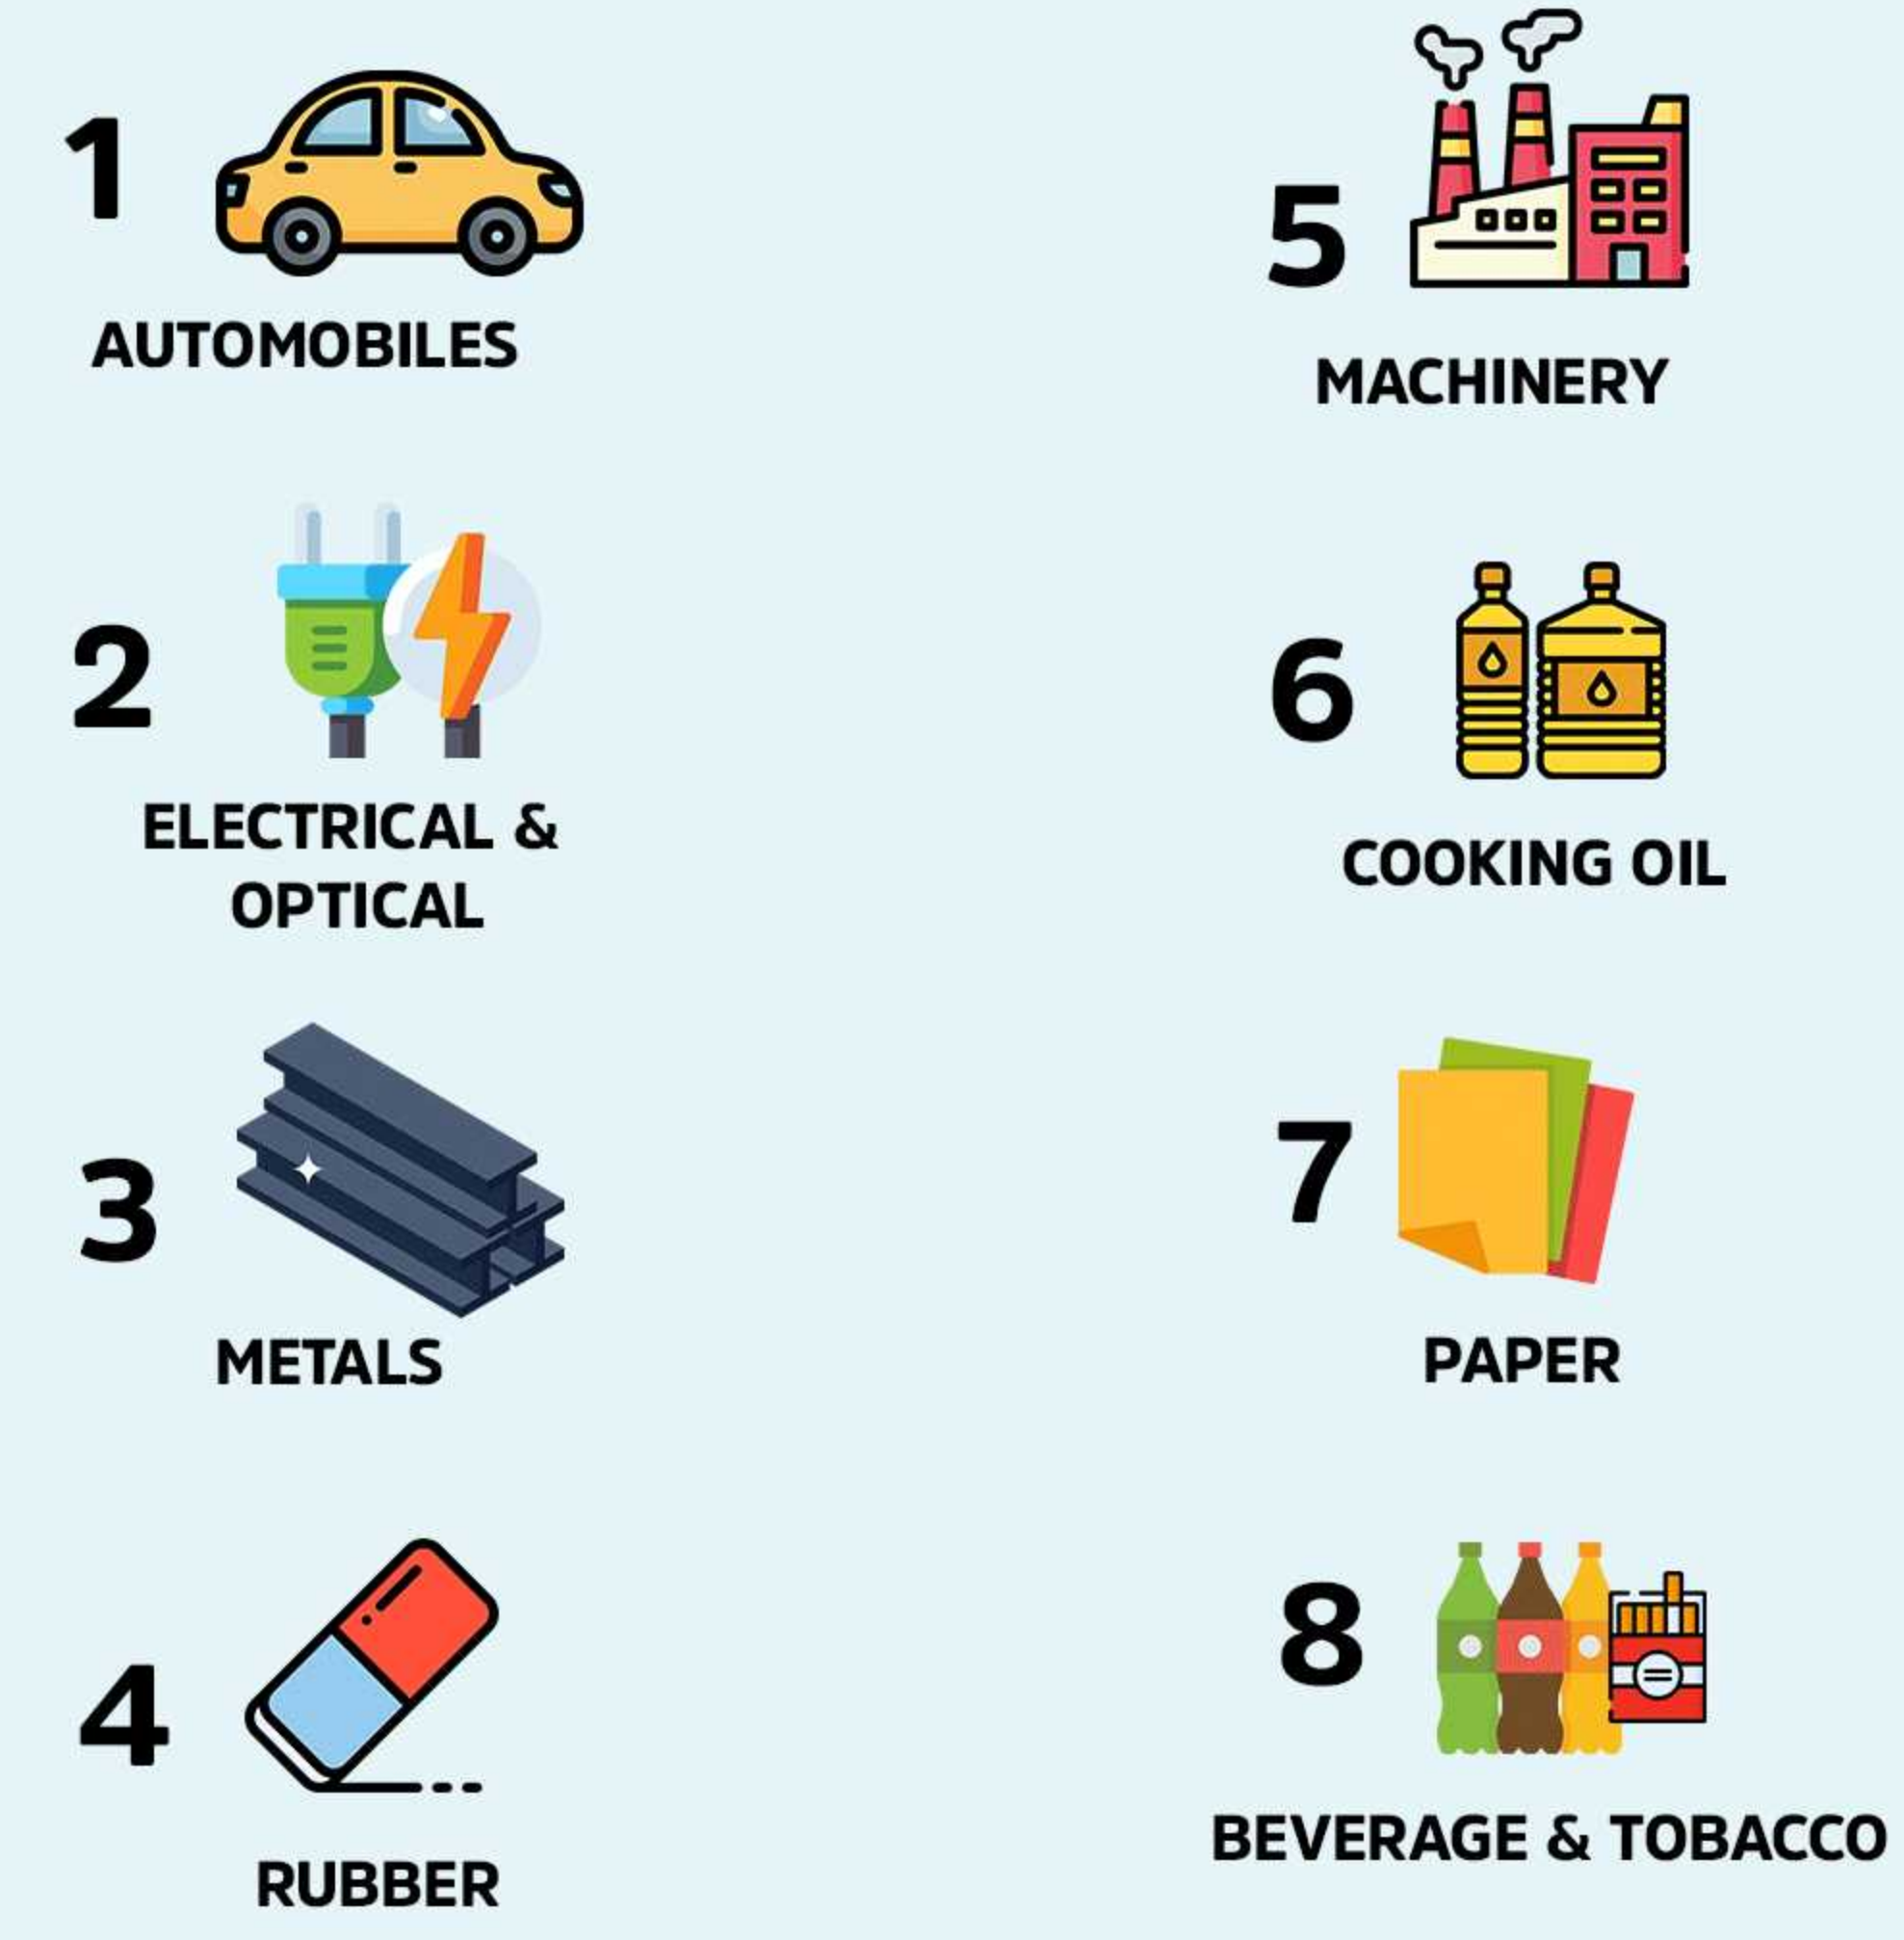 1
AUTOMOBILES
2
ELECTRICAL &
OPTICAL
3
METALS
4
RUBBER
5
MACHINERY
6
COOKING OIL
7
PAPER
8
BEVERAGE & TOBACCO